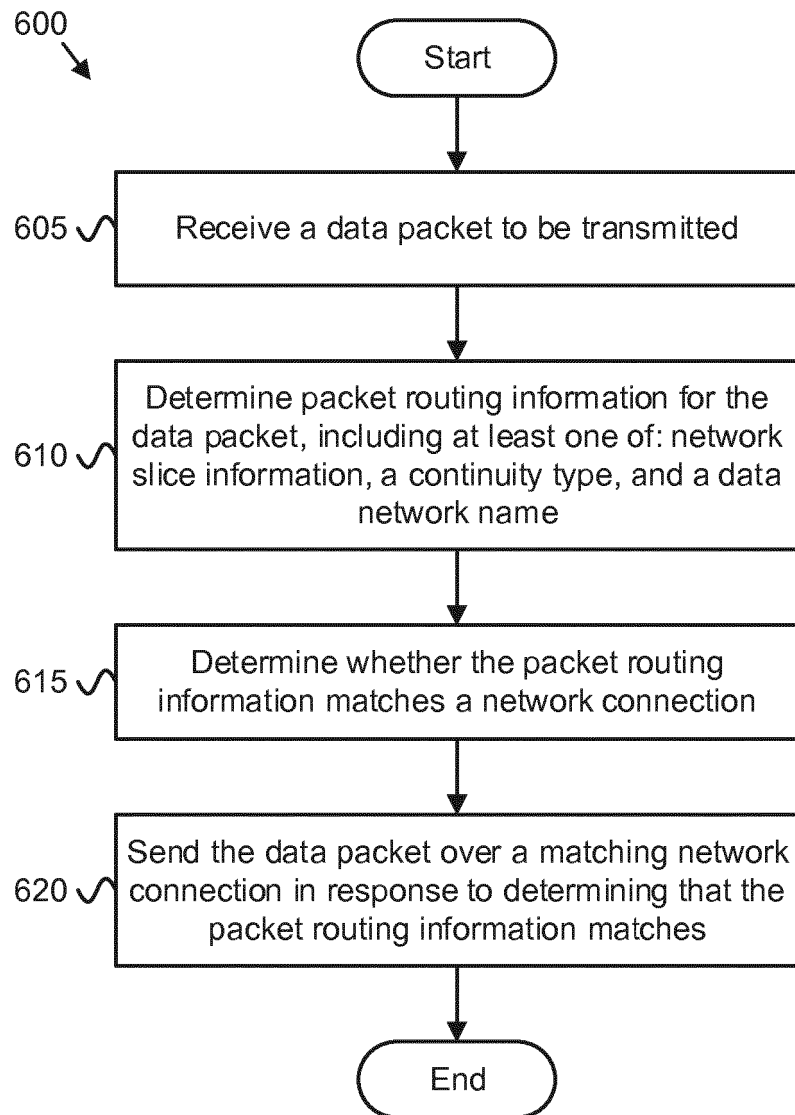 600
Start
605
Receive a data packet to be transmitted
610
Determine packet routing information for the
data packet, including at least one of: network
slice information, a continuity type, and a data
network name
615
Determine whether the packet routing
information matches a network connection
620
Send the data packet over a matching network
connection in response to determining that the
packet routing information matches
End